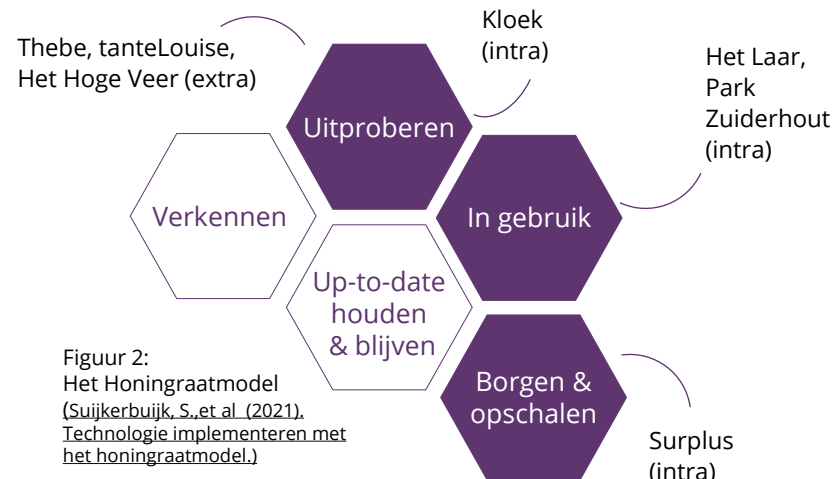 Thebe, tanteLouise,
Het Hoge Veer (extra)
Kloek
(intra)
Het Laar,
Park
Zuiderhout
(intra)
Uitproberen
Verkennen
In gebruik
Up-to-date
houden
& blijven
Borgen &
opschalen
Figuur 2:
Het Honingraatmodel
(Suijkerbuijk, S.,et al (2021).
Technologie implementeren met
het honingraatmodel.)
Surplus
(intra)